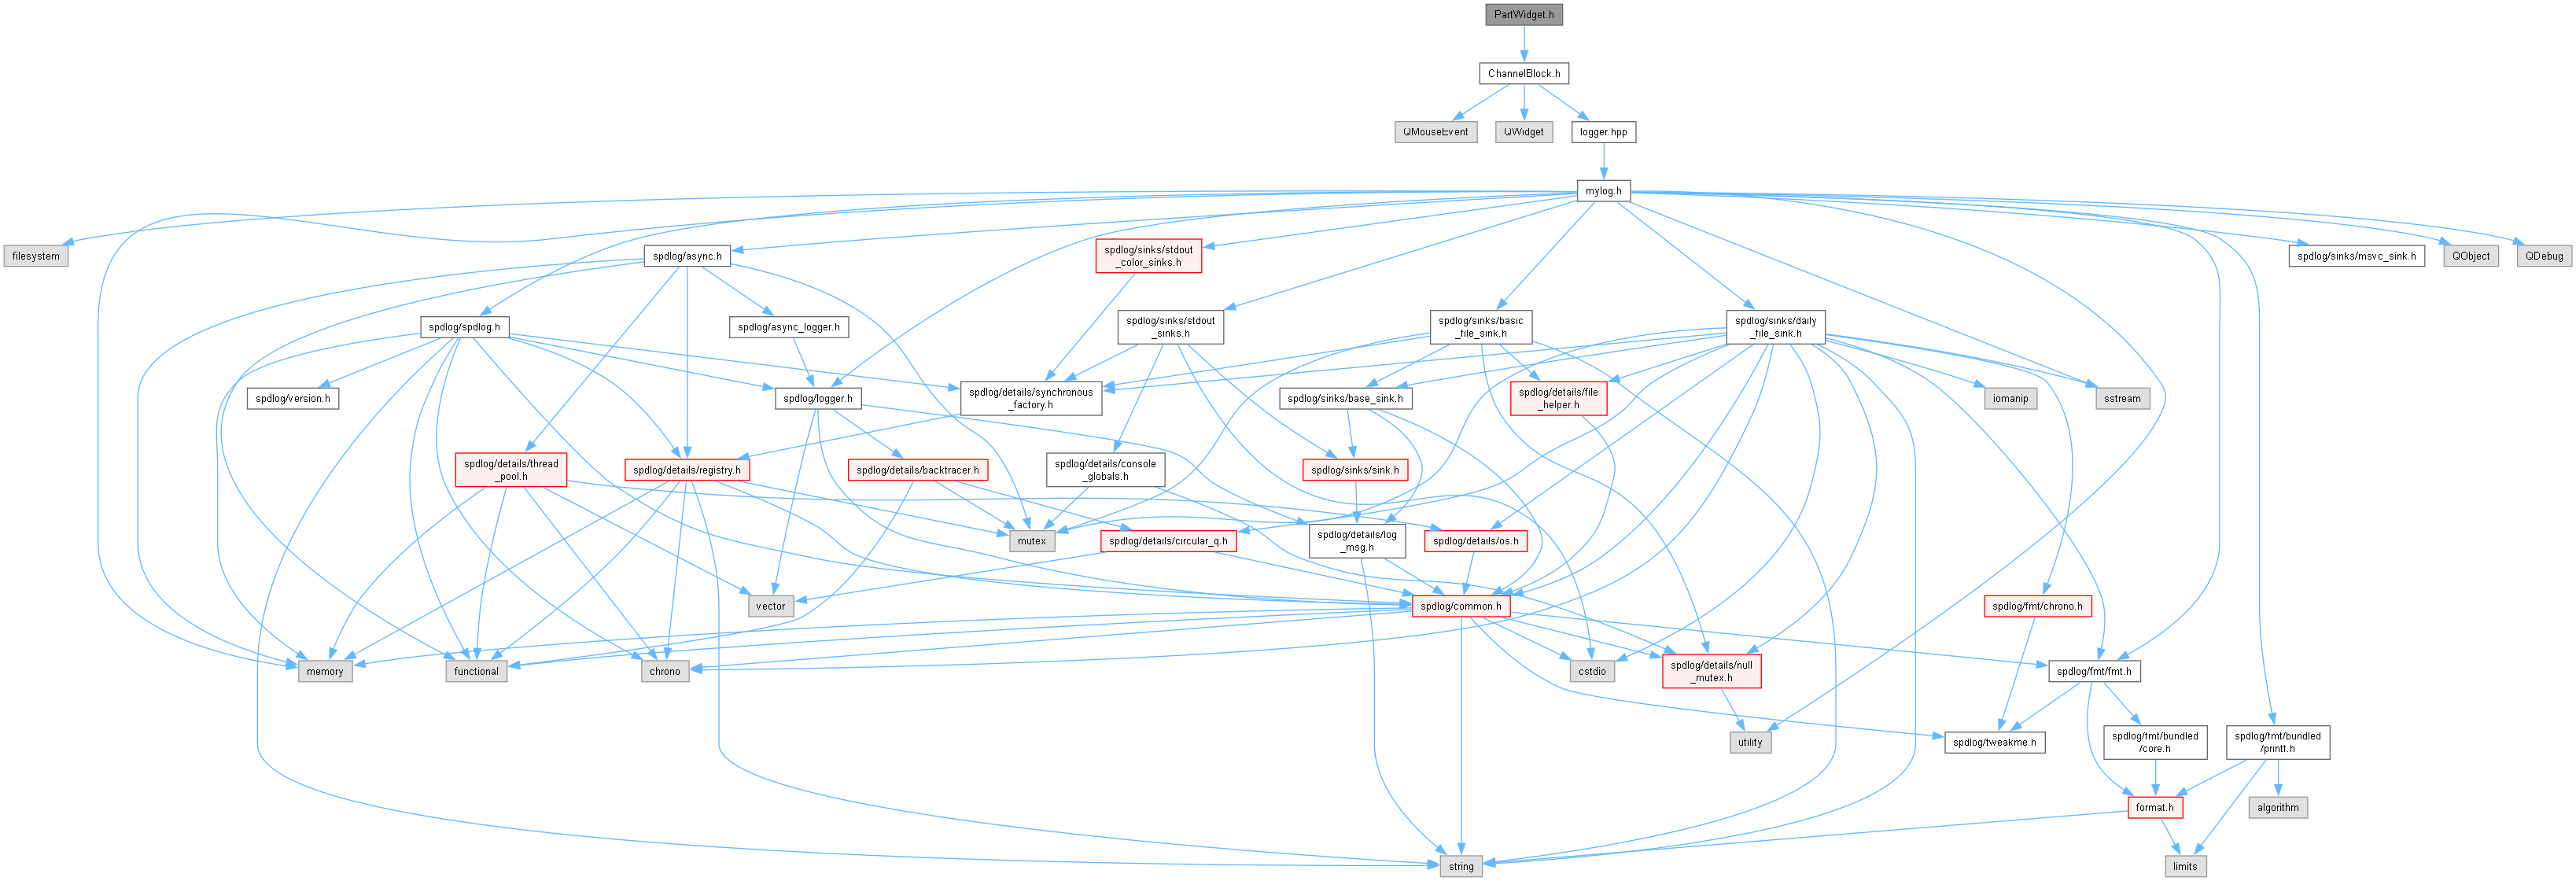 PartWidget.h
ChannelBlock.h
QMouseEvent
QWidget
logger.hpp
mylog.h
filesystem
spdlog/async.h
spdlog/sinks/stdout
_color_sinks.h
spdlog/sinks/msvc_sink.h
QObject
QDebug
spdlog/spdlog.h
spdlog/async_logger.h
spdlog/sinks/stdout
_sinks.h
spdlog/sinks/basic
_file_sink.h
spdlog/sinks/daily
_file_sink.h
spdlog/version.h
spdlog/logger.h
spdlog/details/synchronous
_factory.h
spdlog/sinks/base_sink.h
spdlog/details/file
_helper.h
iomanip
sstream
spdlog/details/thread
_pool.h
spdlog/details/registry.h
spdlog/details/backtracer.h
spdlog/details/console
_globals.h
spdlog/sinks/sink.h
mutex
spdlog/details/circular_q.h
spdlog/details/log
_msg.h
spdlog/details/os.h
vector
spdlog/common.h
spdlog/fmt/chrono.h
memory
functional
chrono
cstdio
spdlog/details/null
_mutex.h
spdlog/fmt/fmt.h
utility
spdlog/tweakme.h
spdlog/fmt/bundled
/core.h
spdlog/fmt/bundled
/printf.h
format.h
algorithm
string
limits